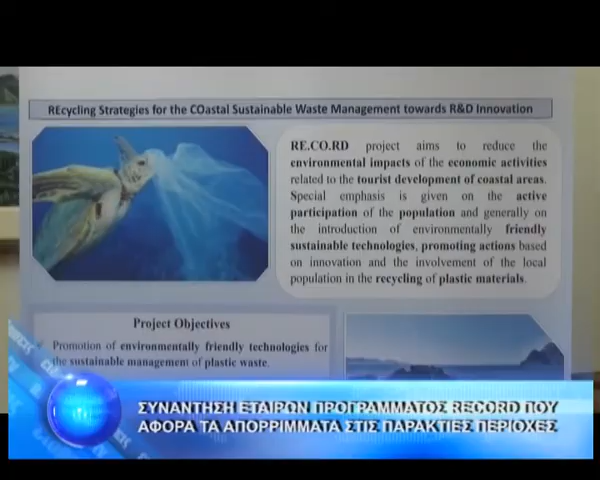 REcycling Strategies for the COastal Sustainable Waste Management towards R&D Innovation
RE.CO.RD project aims to reduce the
environmental impacts of the economic activities
related to the tourist development of coastal areas.
Special emphasis is given on the active
participation of the population and generally on
the introduction of environmentally friendly
sustainable technologies, promoting actions based
on innovation and the involvement of the local
population in the recycling of plastic materials.
Project Objectives
Promotion of environmentally friendly technologies for
the sustainable management of plastic waste.
ΣΥΝΑΝΤΗΣΗ ΕΤΑΙΡΩΝ ΠΡΟΓΡΑΜΜΑΤΟΣ RECORD ΠΟΥ
ΑΦΟΡΑ ΤΑ ΑΠΟΡΡΙΜΜΑΤΑ ΣΤΙΣ ΠΑΡΑΚΤΙΕΣ ΠΕΡΙΟΧΕΣ